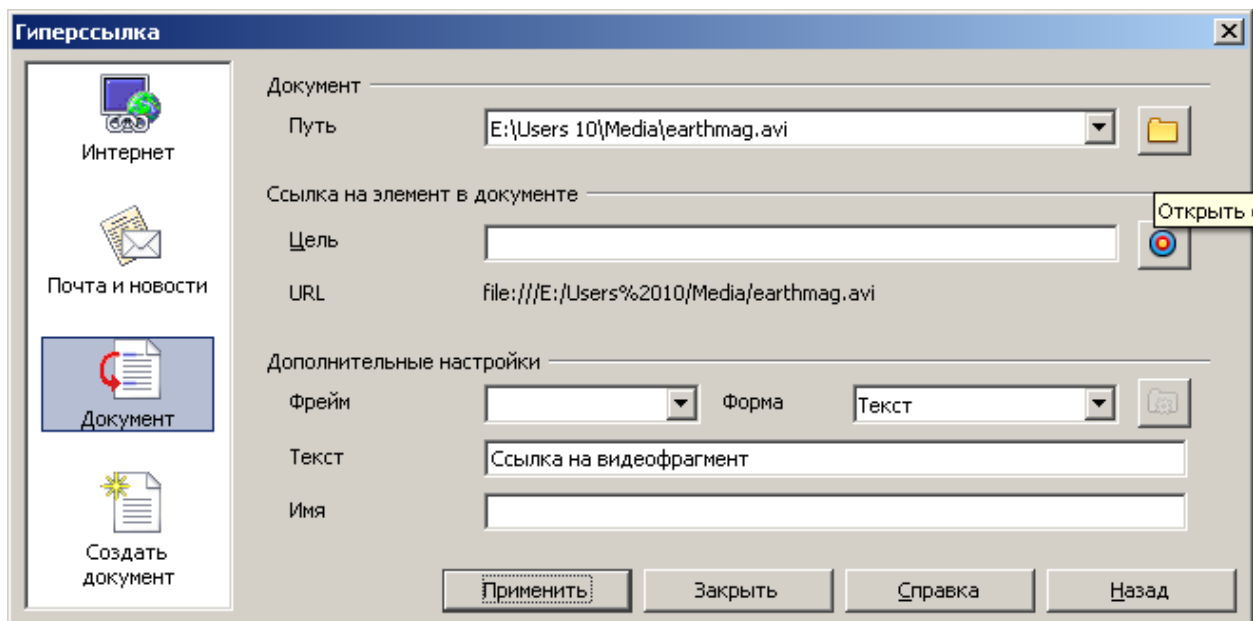 Гиперссылка
Интернет
Почта и новости
Документ
Создать
документ
Документ
Путь E:\Users 10\Media\earthmag.avi
Ссылка на элемент в документе
Открыть
Цель
URL file:///E:/Users%2010/Media/earthmag.avi
Дополнительные настройки
Фрейм Форма Текст
Текст Ссылка на видеофрагмент
Имя
Применить Закрыть Справка Назад